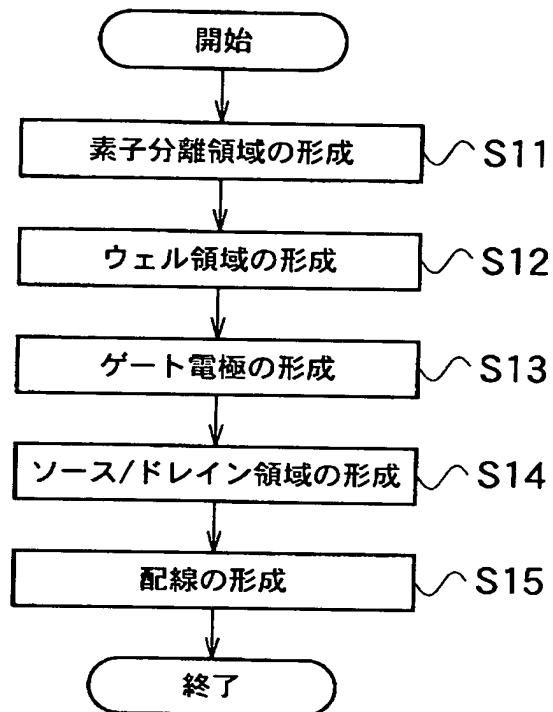 開始
素子分離領域の形成 S11
ウェル領域の形成 S12
ゲート電極の形成 S13
ソース/ドレイン領域の形成 S14
配線の形成 S15
終了